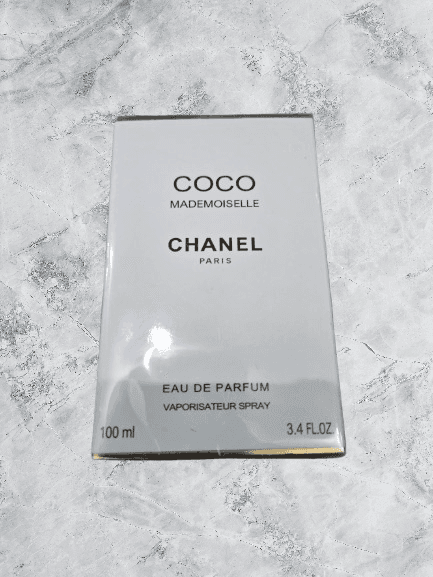 COCO
MADEMOISELLE
CHANEL
PARIS
EAU DE PARFUM
VAPORISATEUR SPRAY
100 ml 3.4 FL.OZ